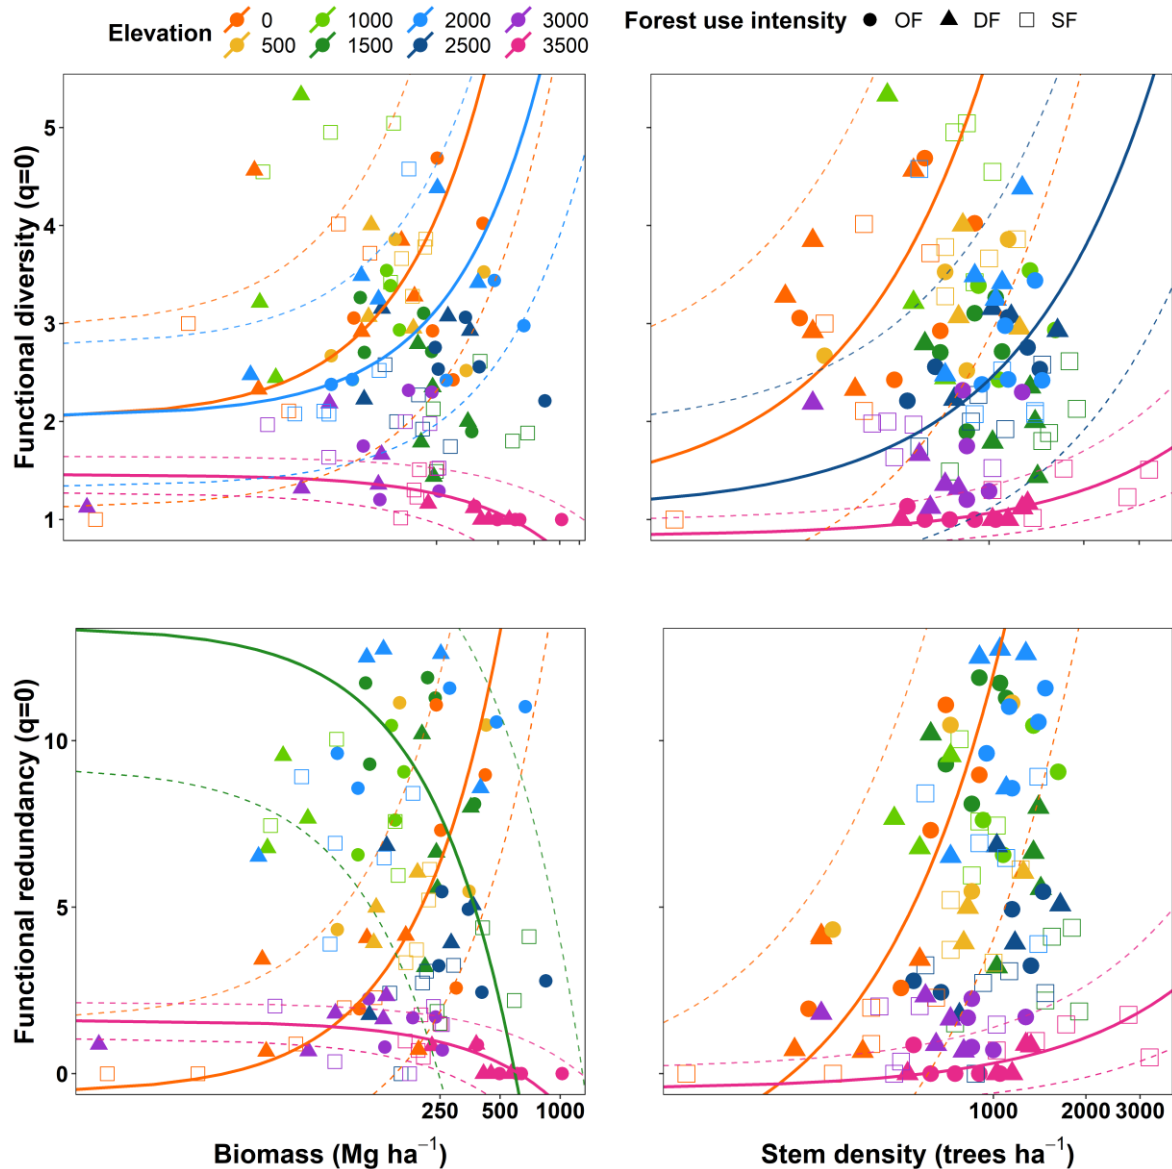 Elevation 0 1000 2000 3000 Forest use intensity OF DF SF
500 1500 2500 3500
Functional diversity (q=0)
5
4
3
2
1
Functional redundancy (q=0)
10
5
0
250 500 1000
1000 2000 3000
Biomass (Mg ha⁻¹)
Stem density (trees ha⁻¹)